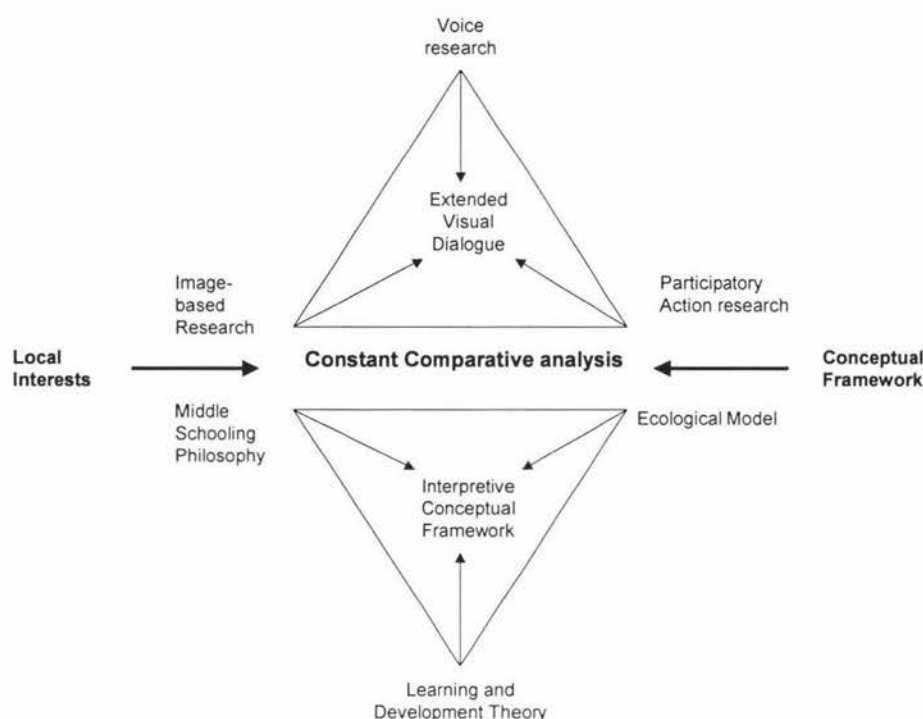 Voice
research
Extended
Visual
Dialogue
Image-
based
Research
Participatory
Action research
Local
Interests
Constant Comparative analysis
Conceptual
Framework
Middle
Schooling
Philosophy
Ecological Model
Interpretive
Conceptual
Framework
Learning and
Development Theory